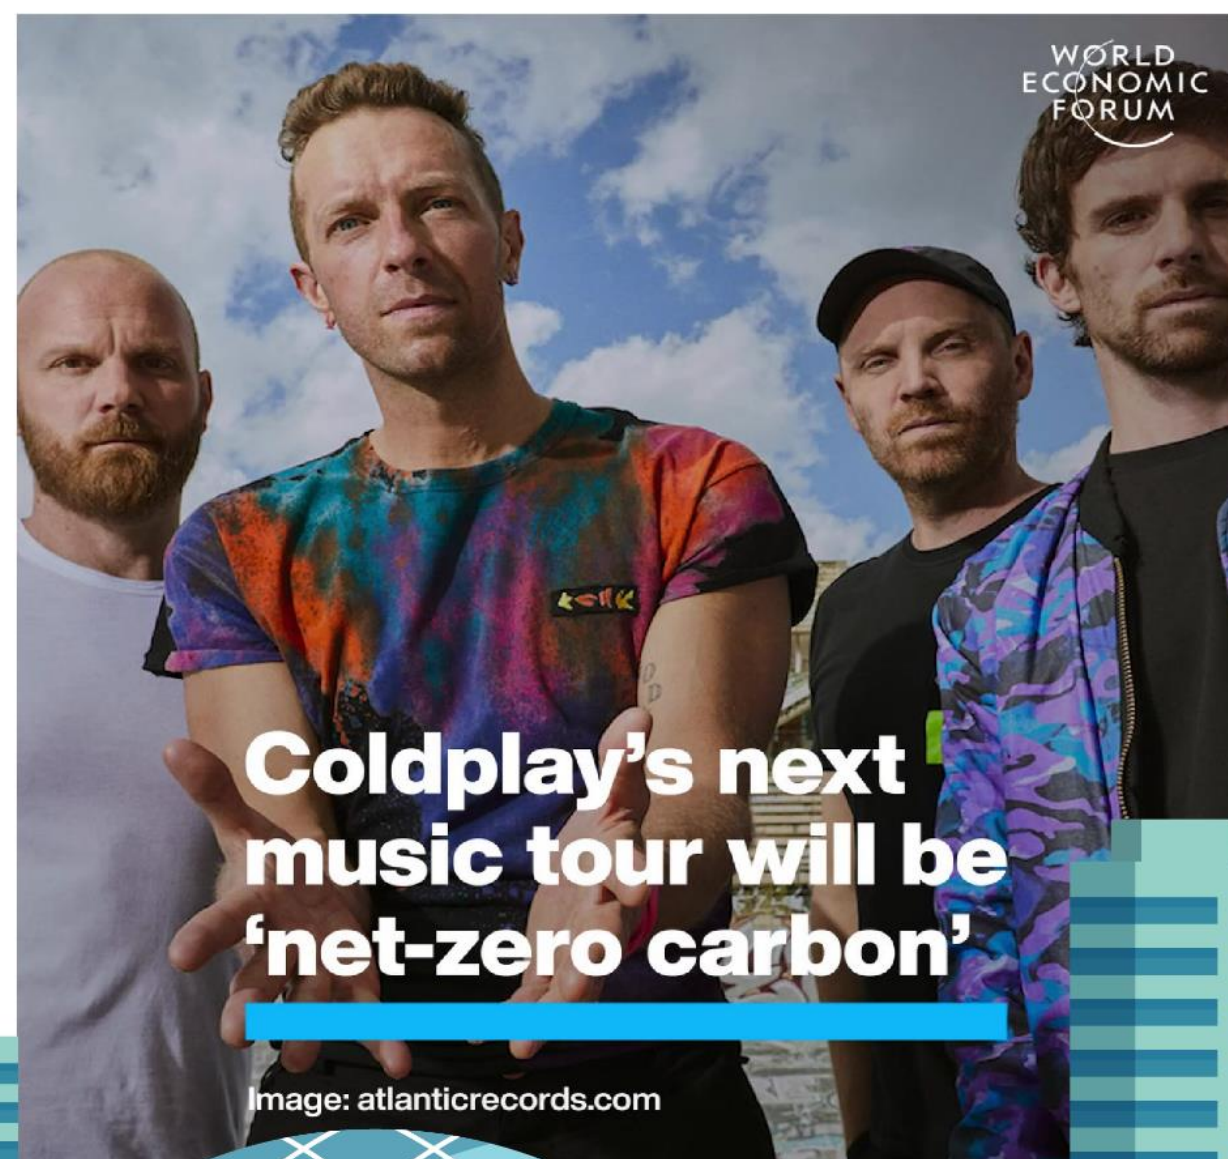 WORLD
ECONOMIC
FORUM
Coldplay’s next
music tour will be
‘net-zero carbon’
Image: atlanticrecords.com